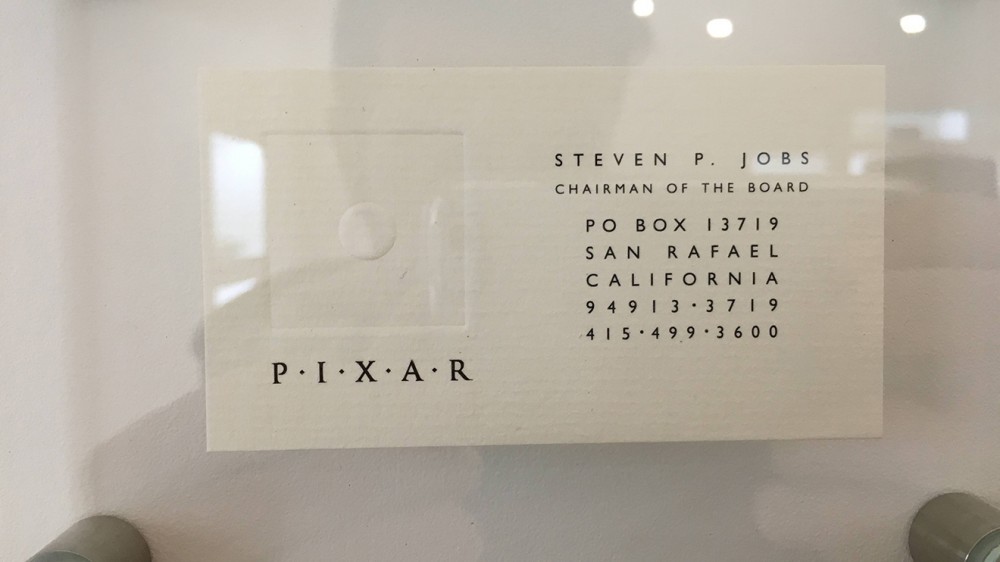 P·I·X·A·R
STEVEN P. JOBS
CHAIRMAN OF THE BOARD
PO BOX 13719
SAN RAFAEL
CALIFORNIA
94913·3719
415·499·3600